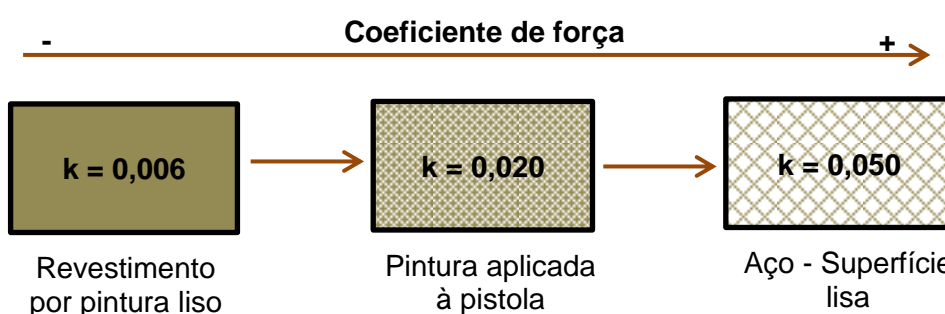 Coeficiente de força
- +
k = 0,006
k = 0,020
k = 0,050
Revestimento
por pintura liso
Pintura aplicada
à pistola
Aço - Superfície
lisa